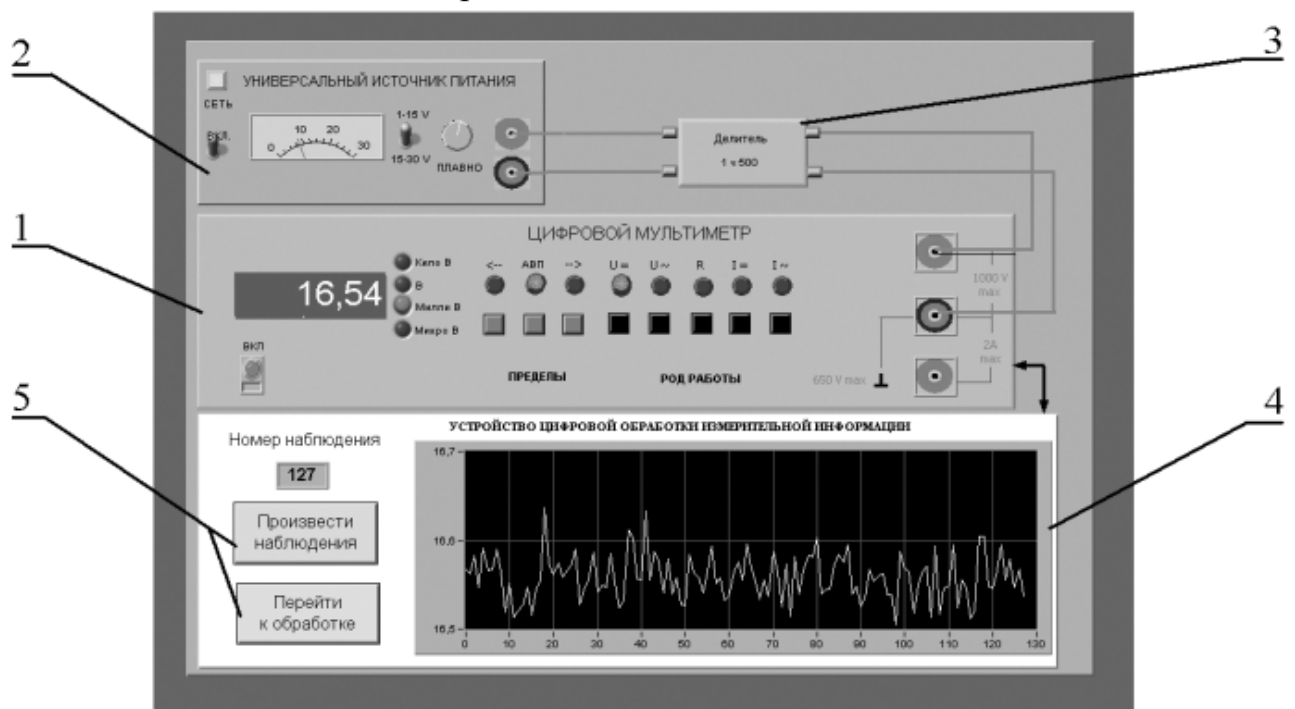 2
3
УНИВЕРСАЛЬНЫЙ ИСТОЧНИК ПИТАНИЯ
СЕТЬ
ВКЛ.
0 10 20 30
1-15 V
15-30 V
ПЛАВНО
Делитель
1 ч 500
1
ЦИФРОВОЙ МУЛЬТИМЕТР
16,54
Кило В
В
Милли В
Микро В
<-- АВП --> U= U~ R I= I~
ВКЛ
ПРЕДЕЛЫ
РОД РАБОТЫ
1000 V
max
2A
max
650 V max
5
4
Номер наблюдения
127
Произвести
наблюдения
Перейти
к обработке
УСТРОЙСТВО ЦИФРОВОЙ ОБРАБОТКИ ИЗМЕРИТЕЛЬНОЙ ИНФОРМАЦИИ
16,7
16,6
16,5
0 10 20 30 40 50 60 70 80 90 100 110 120 130